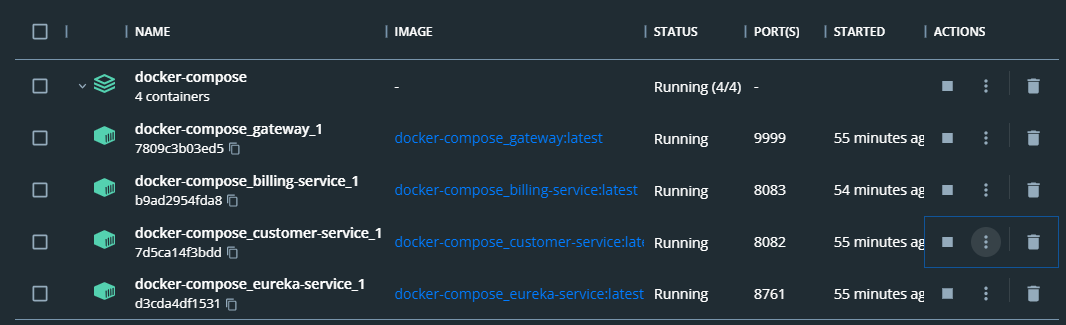 NAME IMAGE STATUS PORT(S) STARTED ACTIONS
docker-compose - Running (4/4) -
4 containers
docker-compose_gateway_1 docker-compose_gateway:latest Running 9999 55 minutes ag
7809c3b03ed5
docker-compose_billing-service_1 docker-compose_billing-service:latest Running 8083 54 minutes ag
b9ad2954fda8
docker-compose_customer-service_1 docker-compose_customer-service:late Running 8082 55 minutes ag
7d5ca14f3bdd
docker-compose_eureka-service_1 docker-compose_eureka-service:latest Running 8761 55 minutes ag
d3cda4df1531